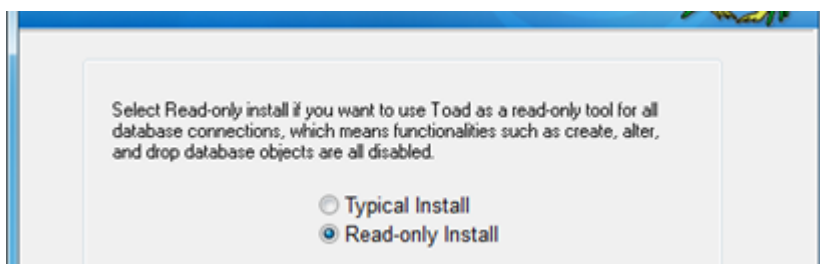 Select Read-only install if you want to use Toad as a read-only tool for all
database connections, which means functionalities such as create, alter,
and drop database objects are all disabled.
Typical Install
Read-only Install